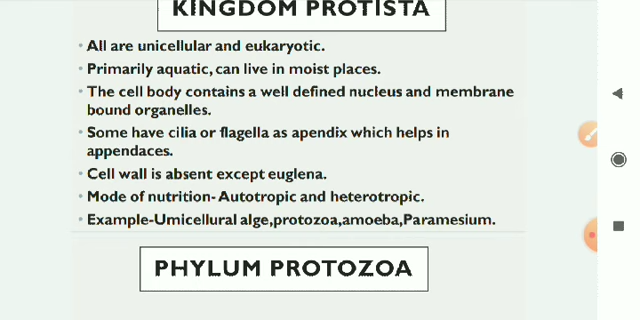 KINGDOM PROTISTA
• All are unicellular and eukaryotic.
• Primarily aquatic, can live in moist places.
• The cell body contains a well defined nucleus and membrane
bound organelles.
• Some have cilia or flagella as apendix which helps in
appendaces.
• Cell wall is absent except euglena.
• Mode of nutrition- Autotropic and heterotropic.
• Example-Umicellural alge,protozoa,amoeba,Paramesium.
PHYLUM PROTOZOA